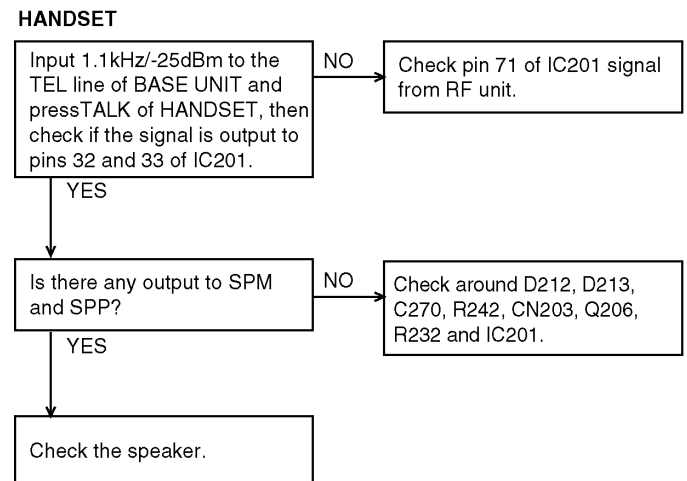 HANDSET
Input 1.1kHz/-25dBm to the
TEL line of BASE UNIT and
pressTALK of HANDSET, then
check if the signal is output to
pins 32 and 33 of IC201.
NO
Check pin 71 of IC201 signal
from RF unit.
YES
Is there any output to SPM
and SPP?
NO
Check around D212, D213,
C270, R242, CN203, Q206,
R232 and IC201.
YES
Check the speaker.